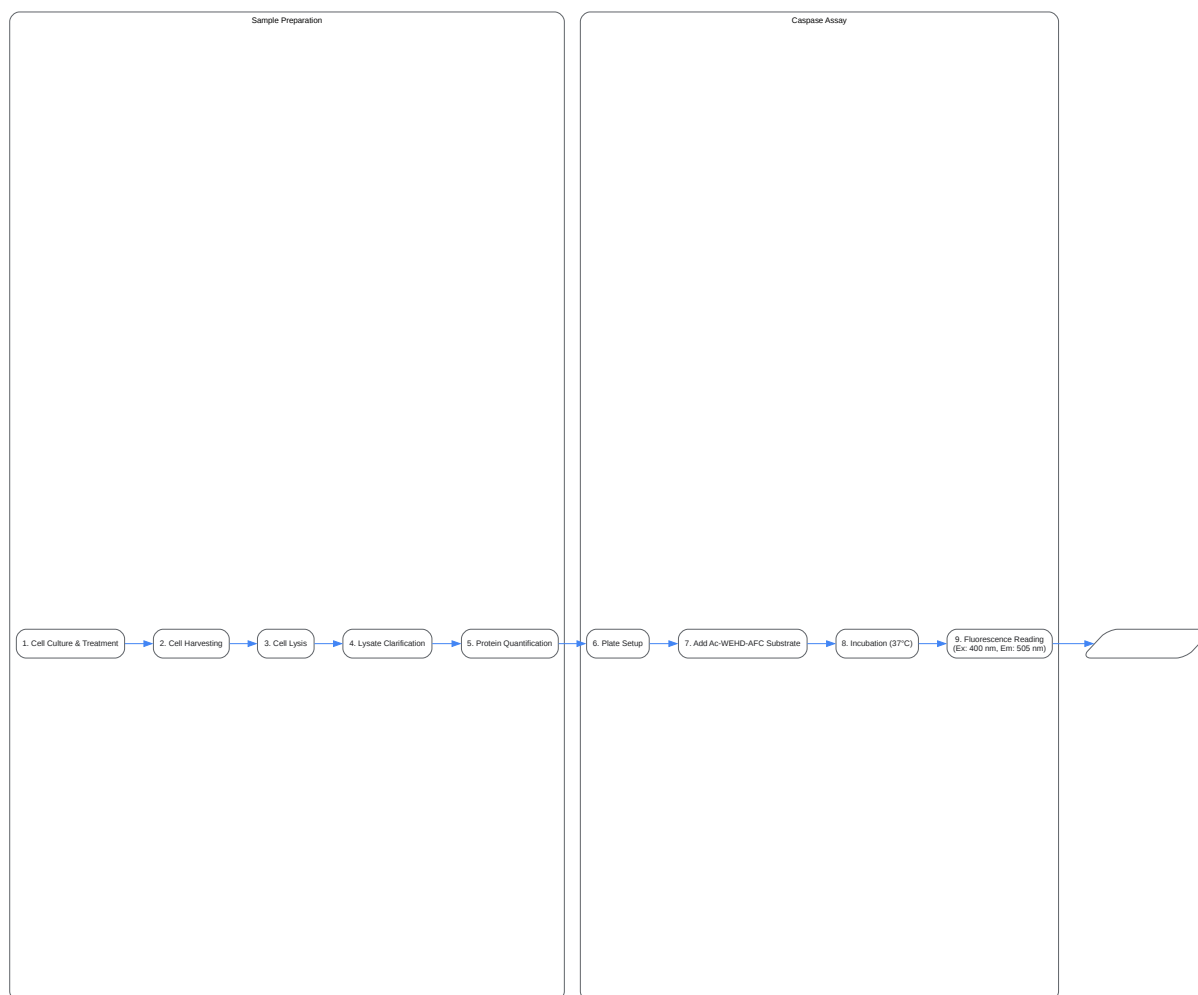 Sample Preparation
Caspase Assay
1. Cell Culture & Treatment
2. Cell Harvesting
3. Cell Lysis
4. Lysate Clarification
5. Protein Quantification
6. Plate Setup
7. Add Ac-WEHD-AFC Substrate
8. Incubation (37°C)
9. Fluorescence Reading
(Ex: 400 nm, Em: 505 nm)